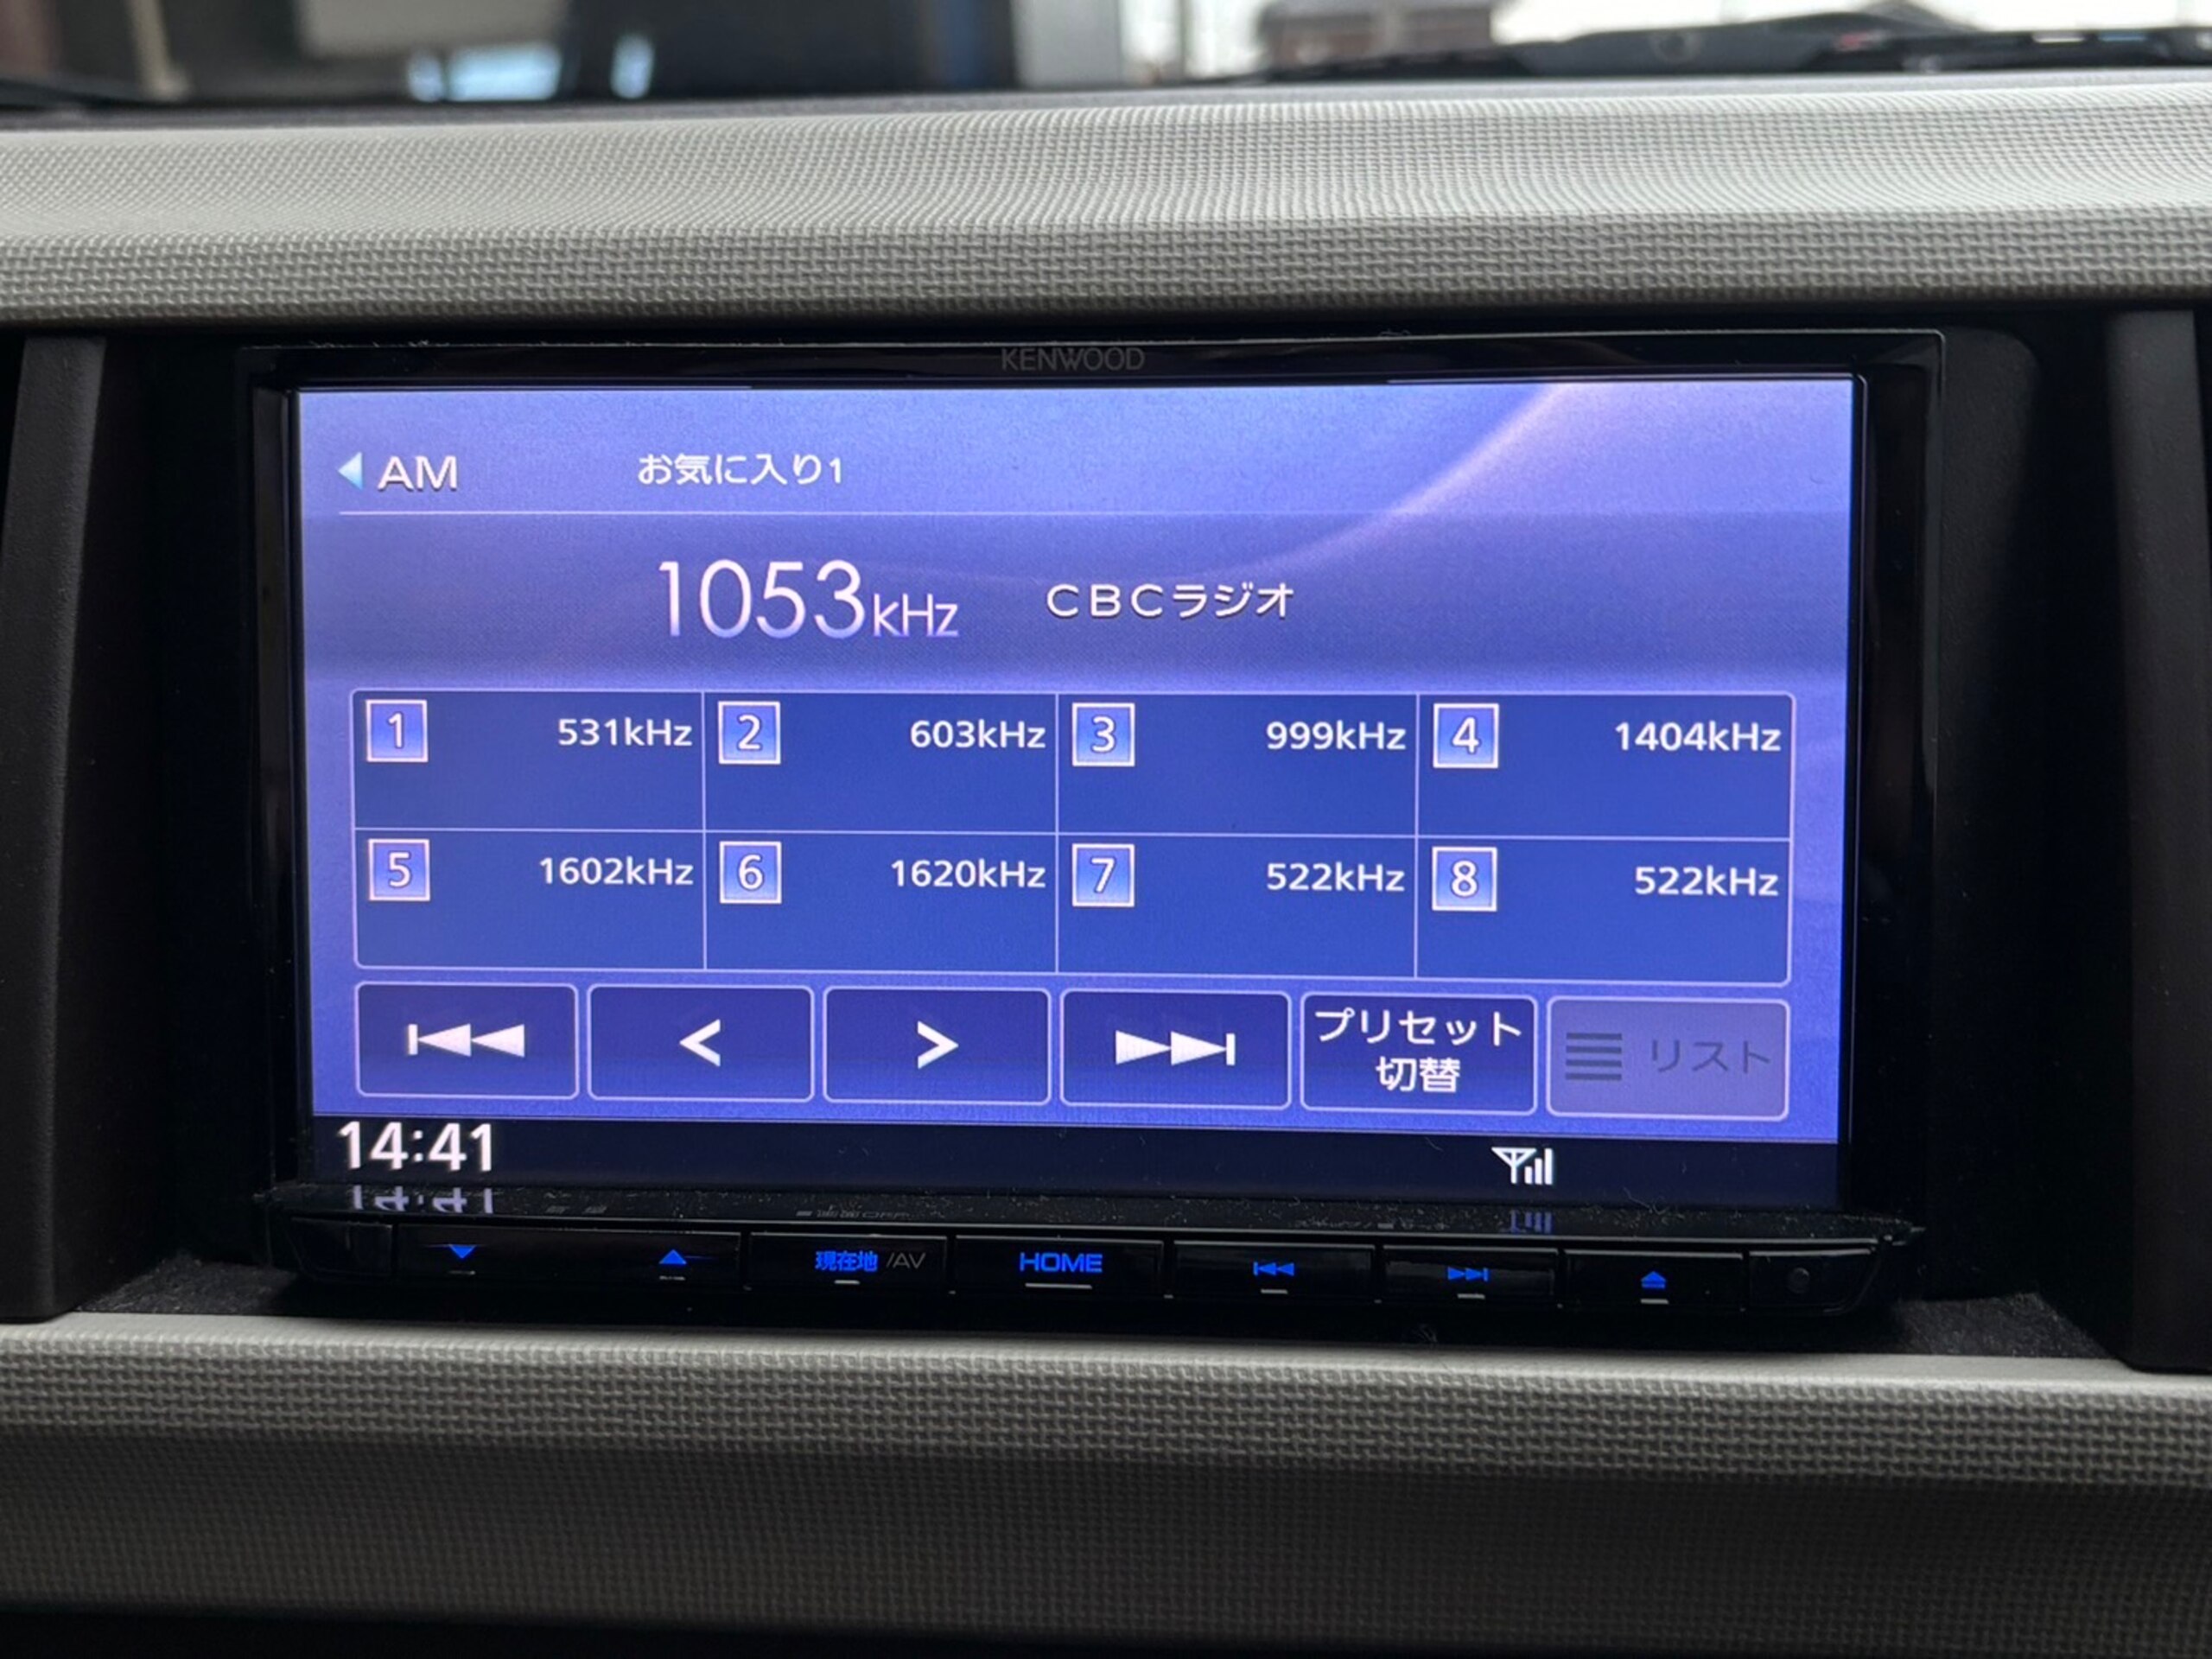 KENWOOD
AM お気に入り1
1053kHz CBCラジオ
1 531kHz 2 603kHz 3 999kHz 4 1404kHz
5 1602kHz 6 1620kHz 7 522kHz 8 522kHz
プリセット
切替
リスト
14:41
現在地/AV HOME